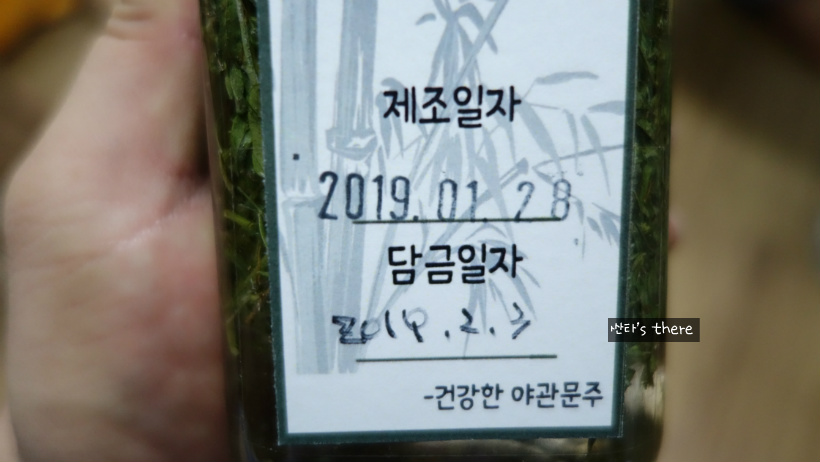 제조일자
2019.01.28
담금일자
2019.2.3
싼타's there
-건강한 야관문주